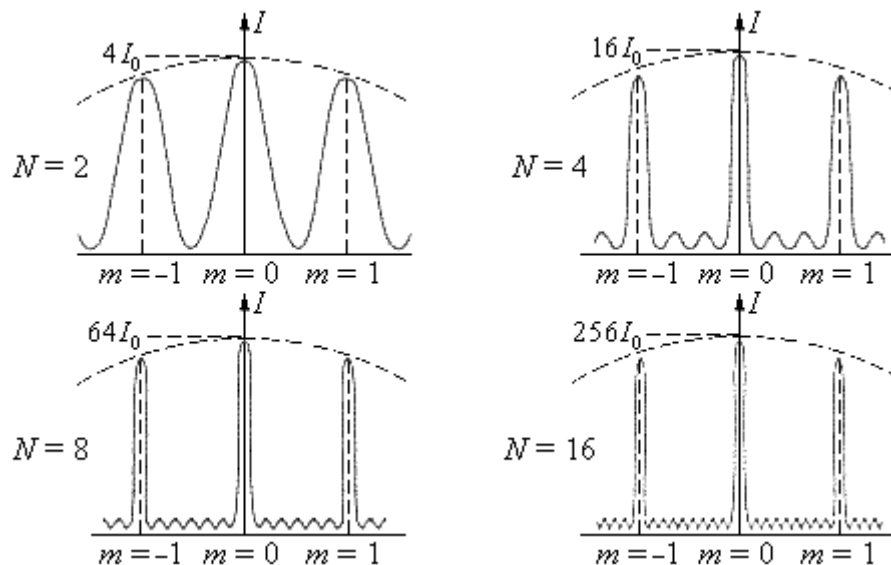 I
4I₀
N = 2
m = -1 m = 0 m = 1
I
16I₀
N = 4
m = -1 m = 0 m = 1
I
64I₀
N = 8
m = -1 m = 0 m = 1
I
256I₀
N = 16
m = -1 m = 0 m = 1